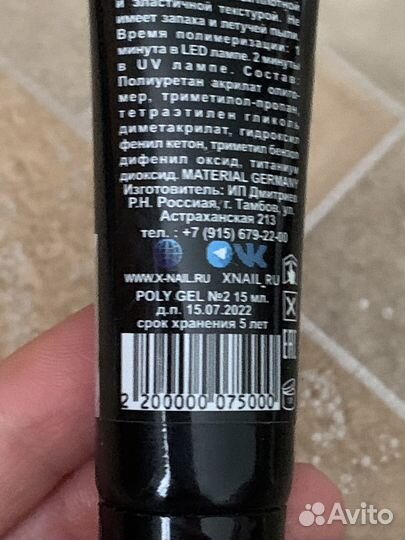 и эластичной текстурой. Не
имеет запаха и летучей пыли.
Время полимеризации: 1
минута в LED лампе. 2 минуты
в UV лампе. Состав:
Полиуретан акрилат олиго-
мер, триметилол-пропан,
тетраэтилен гликоль
диметакрилат, гидроксил
фенил кетон, триметил бензол
дифенил оксид, титаниум
диоксид. MATERIAL GERMANY
Изготовитель: ИП Дмитриев
Р.Н. Россиая, г. Тамбов, ул.
Астраханская 213
тел. : +7 (915) 679-22-00
WWW.X-NAIL.RU XNAIL_RU
POLY GEL №2 15 мл.
д.п. 15.07.2022
срок хранения 5 лет
EAC
2 200000 075000
Avito